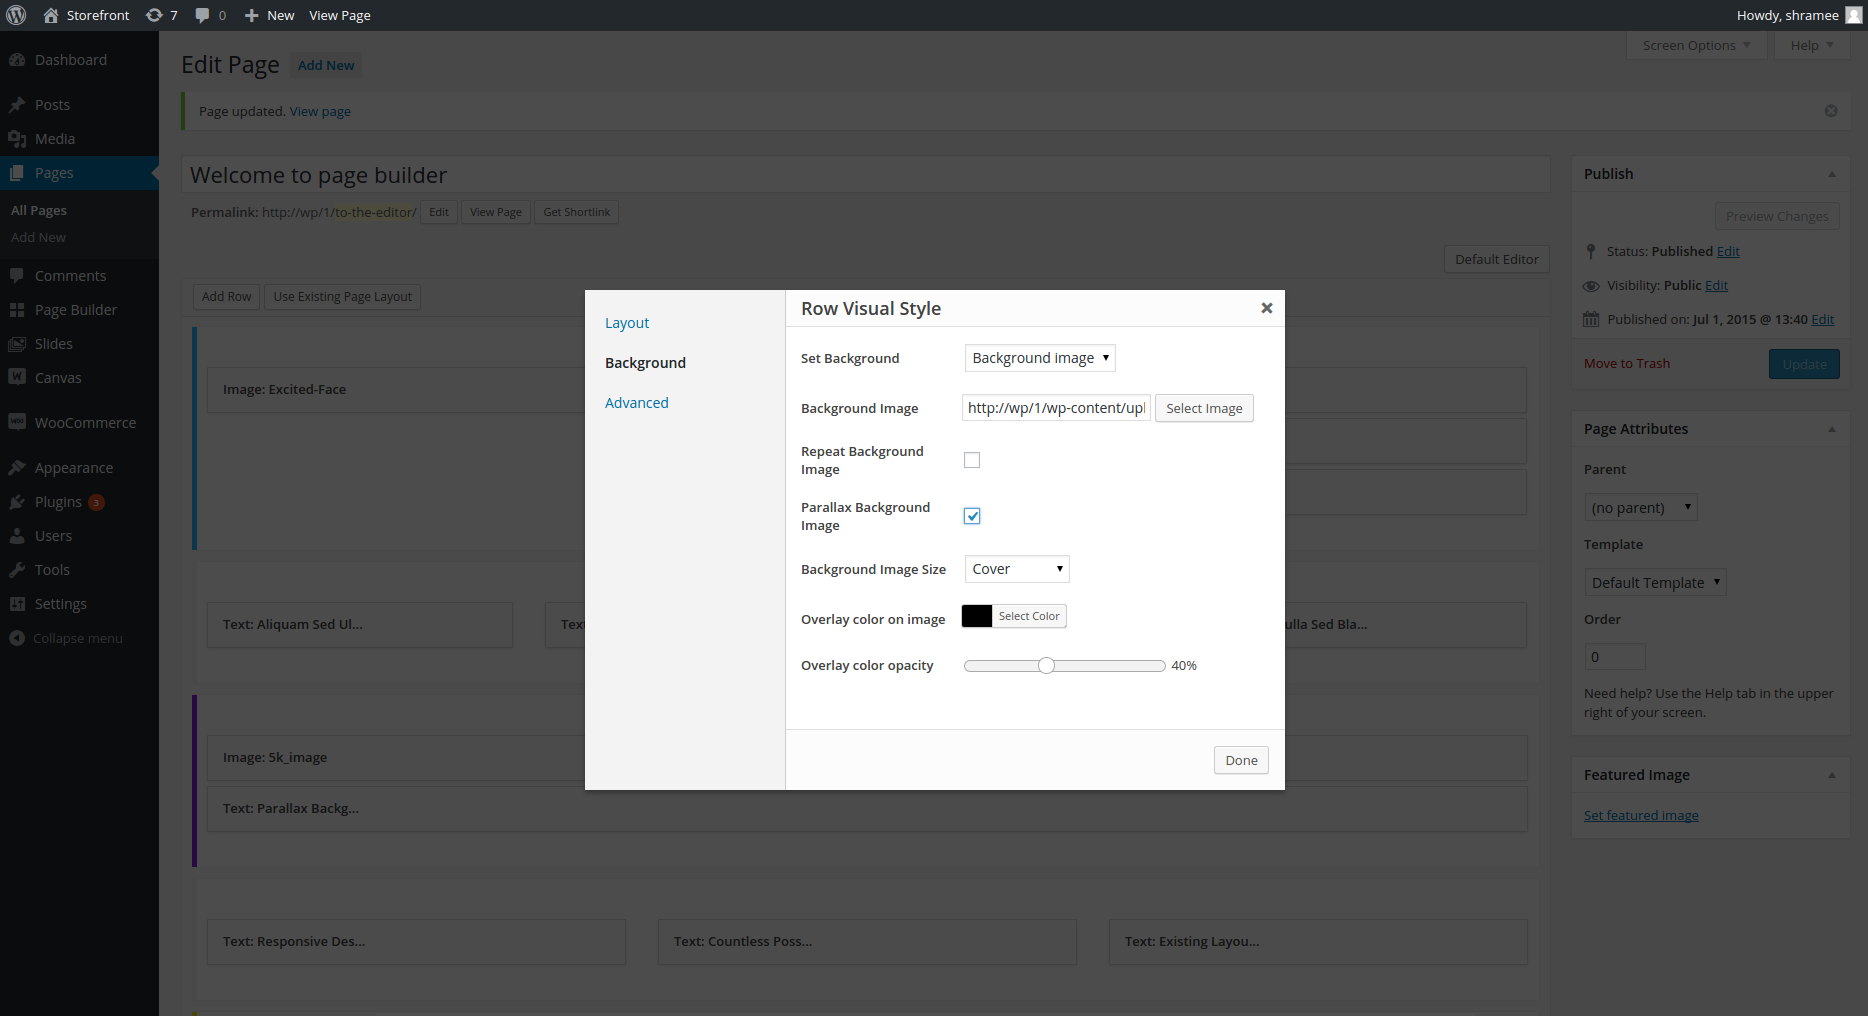 Storefront 7 0 New View Page Howdy, shramee
Dashboard
Posts
Media
Pages
All Pages
Add New
Comments
Page Builder
Slides
Canvas
WooCommerce
Appearance
Plugins 3
Users
Tools
Settings
Collapse menu
Screen Options Help
Edit Page Add New
Page updated. View page
Welcome to page builder
Permalink: http://wp/1/to-the-editor/ Edit View Page Get Shortlink
Default Editor
Add Row Use Existing Page Layout
Image: Excited-Face
Text: Aliquam Sed Ul...
Image: 5k_image
Text: Parallax Backg...
Text: Responsive Des... Text: Countless Poss... Text: Existing Layou...
Layout
Background
Advanced
Row Visual Style
Set Background Background image
Background Image http://wp/1/wp-content/upl Select Image
Repeat Background
Image
Parallax Background
Image
Background Image Size Cover
Overlay color on image Select Color
Overlay color opacity 40%
Done
Publish
Preview Changes
Status: Published Edit
Visibility: Public Edit
Published on: Jul 1, 2015 @ 13:40 Edit
Move to Trash Update
Page Attributes
Parent
(no parent)
Template
Default Template
Order
0
Need help? Use the Help tab in the upper
right of your screen.
Featured Image
Set featured image